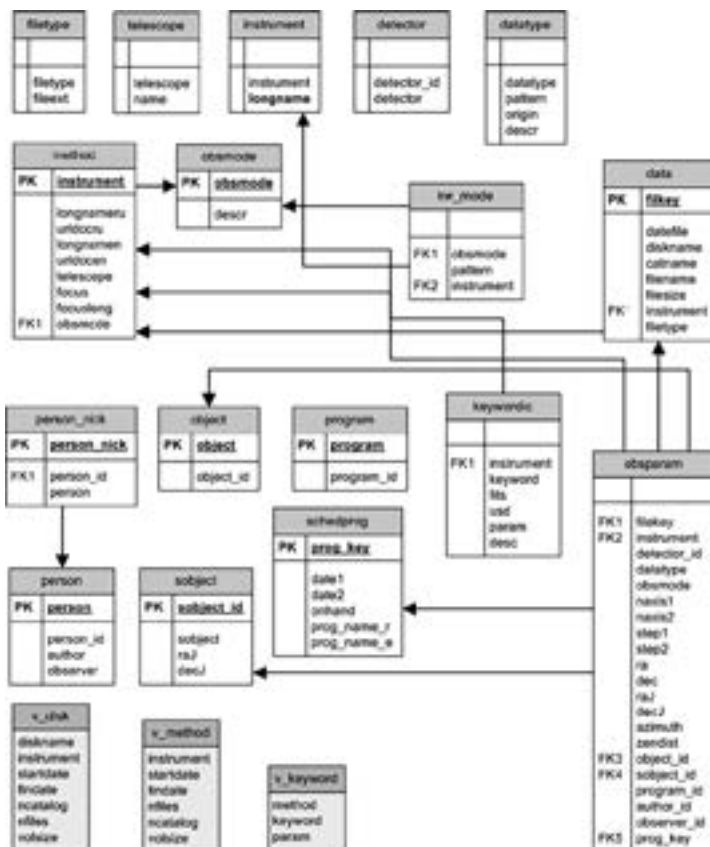 filetype
filetype
fileext
telescope
telescope
name
instrument
instrument
longname
detector
detector_id
detector
datatype
datatype
pattern
origin
descr
method
PK instrument
longnameru
urldocru
longnamen
urldocen
telescope
focus
focusleng
FK1 obsmode
obsmode
PK obsmode
descr
inr_mode
FK1 obsmode
pattern
FK2 instrument
data
PK filkey
datefile
diskname
catname
filename
filesize
FK instrument
filetype
person_nick
PK person_nick
FK1 person_id
person
object
PK object
object_id
program
PK program
program_id
keywordic
FK1 instrument
keyword
fits
usd
param
desc
obsparam
FK1 filekey
FK2 instrument
detector_id
datatype
obsmode
naxis1
naxis2
step1
step2
ra
dec
raJ
decJ
azimuth
zendist
FK3 object_id
FK4 sobject_id
program_id
author_id
observer_id
FK5 prog_key
schedprog
PK prog_key
date1
date2
onhand
prog_name_r
prog_name_e
person
PK person
person_id
author
observer
sobject
PK sobject_id
sobject
raJ
decJ
v_disk
diskname
instrument
startdate
findate
ncatalog
nfiles
volsize
v_method
instrument
startdate
findate
nfiles
ncatalog
volsize
v_keyword
method
keyword
param